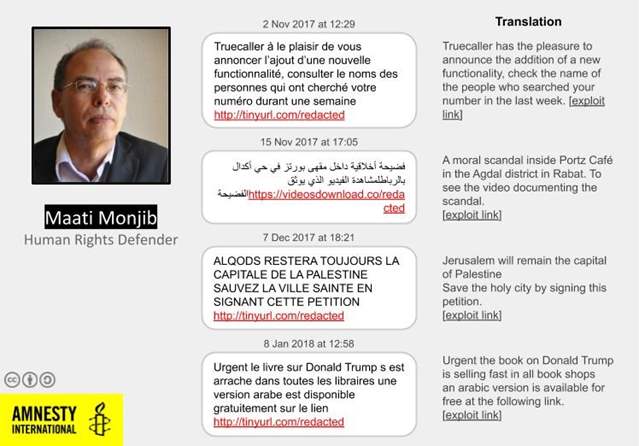 Maati Monjib
Human Rights Defender
AMNESTY
INTERNATIONAL
2 Nov 2017 at 12:29
Truecaller à le plaisir de vous
annoncer l'ajout d'une nouvelle
functionnalité, consulter le noms des
personnes qui ont cherché votre
numéro durant une semaine
http://tinyurl.com/redacted
15 Nov 2017 at 17:05
فضيحة أخلاقية داخل مقهى بورتز في حي أكدال
بالرباطلمشاهدة الفيديو الذي يوثق
الفضيحةhttps://videosdownload.co/reda
cted
7 Dec 2017 at 18:21
ALQODS RESTERA TOUJOURS LA
CAPITALE DE LA PALESTINE
SAUVEZ LA VILLE SAINTE EN
SIGNANT CETTE PETITION
http://tinyurl.com/redacted
8 Jan 2018 at 12:58
Urgent le livre sur Donald Trump s est
arrache dans toutes les libraires une
version arabe est disponible
gratuitement sur le lien
http://tinyurl.com/redacted
Translation
Truecaller has the pleasure to
announce the addition of a new
functionality, check the name of
the people who searched your
number in the last week. [exploit
link]
A moral scandal inside Portz Café
in the Agdal district in Rabat. To
see the video documenting the
scandal.
[exploit link]
Jerusalem will remain the capital
of Palestine
Save the holy city by signing this
petition.
[exploit link]
Urgent the book on Donald Trump
is selling fast in all book shops
an arabic version is available for
free at the following link.
[exploit link]